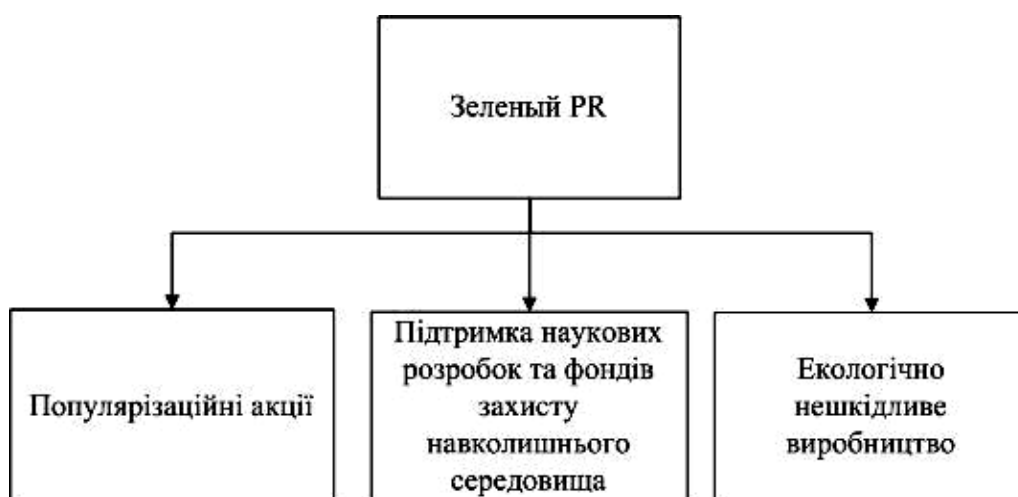 Зеленый PR
Популярізаційні акції
Підтримка наукових
розробок та фондів
захисту
навколишнього
середовища
Екологічно
нешкідливе
виробництво